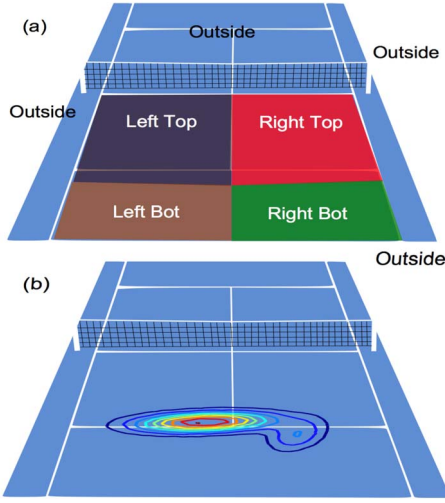 (a)
Outside
Outside
Outside
Left Top
Right Top
Left Bot
Right Bot
Outside
(b)